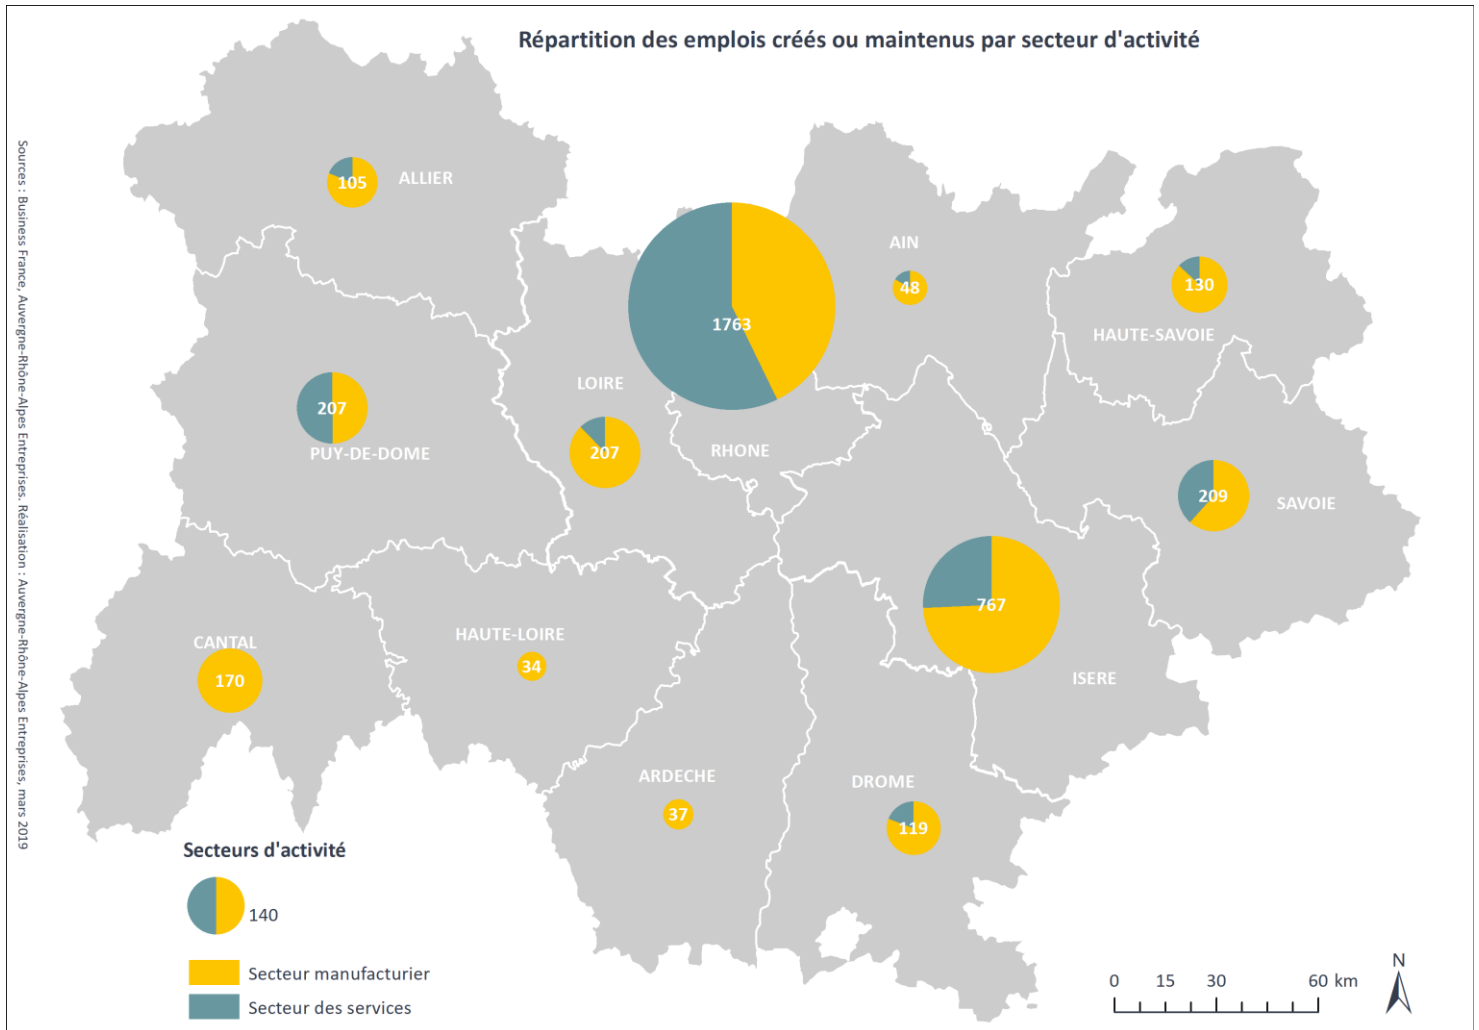 Répartition des emplois créés ou maintenus par secteur d'activité
Sources : Business France, Auvergne-Rhône-Alpes Entreprises. Réalisation : Auvergne-Rhône-Alpes Entreprises, mars 2019
105
ALLIER
AIN
48
130
HAUTE-SAVOIE
1763
LOIRE
207
PUY-DE-DOME
207
RHONE
209
SAVOIE
767
ISERE
CANTAL
170
HAUTE-LOIRE
34
ARDECHE
37
DROME
119
Secteurs d'activité
140
Secteur manufacturier
Secteur des services
0 15 30 60 km
N